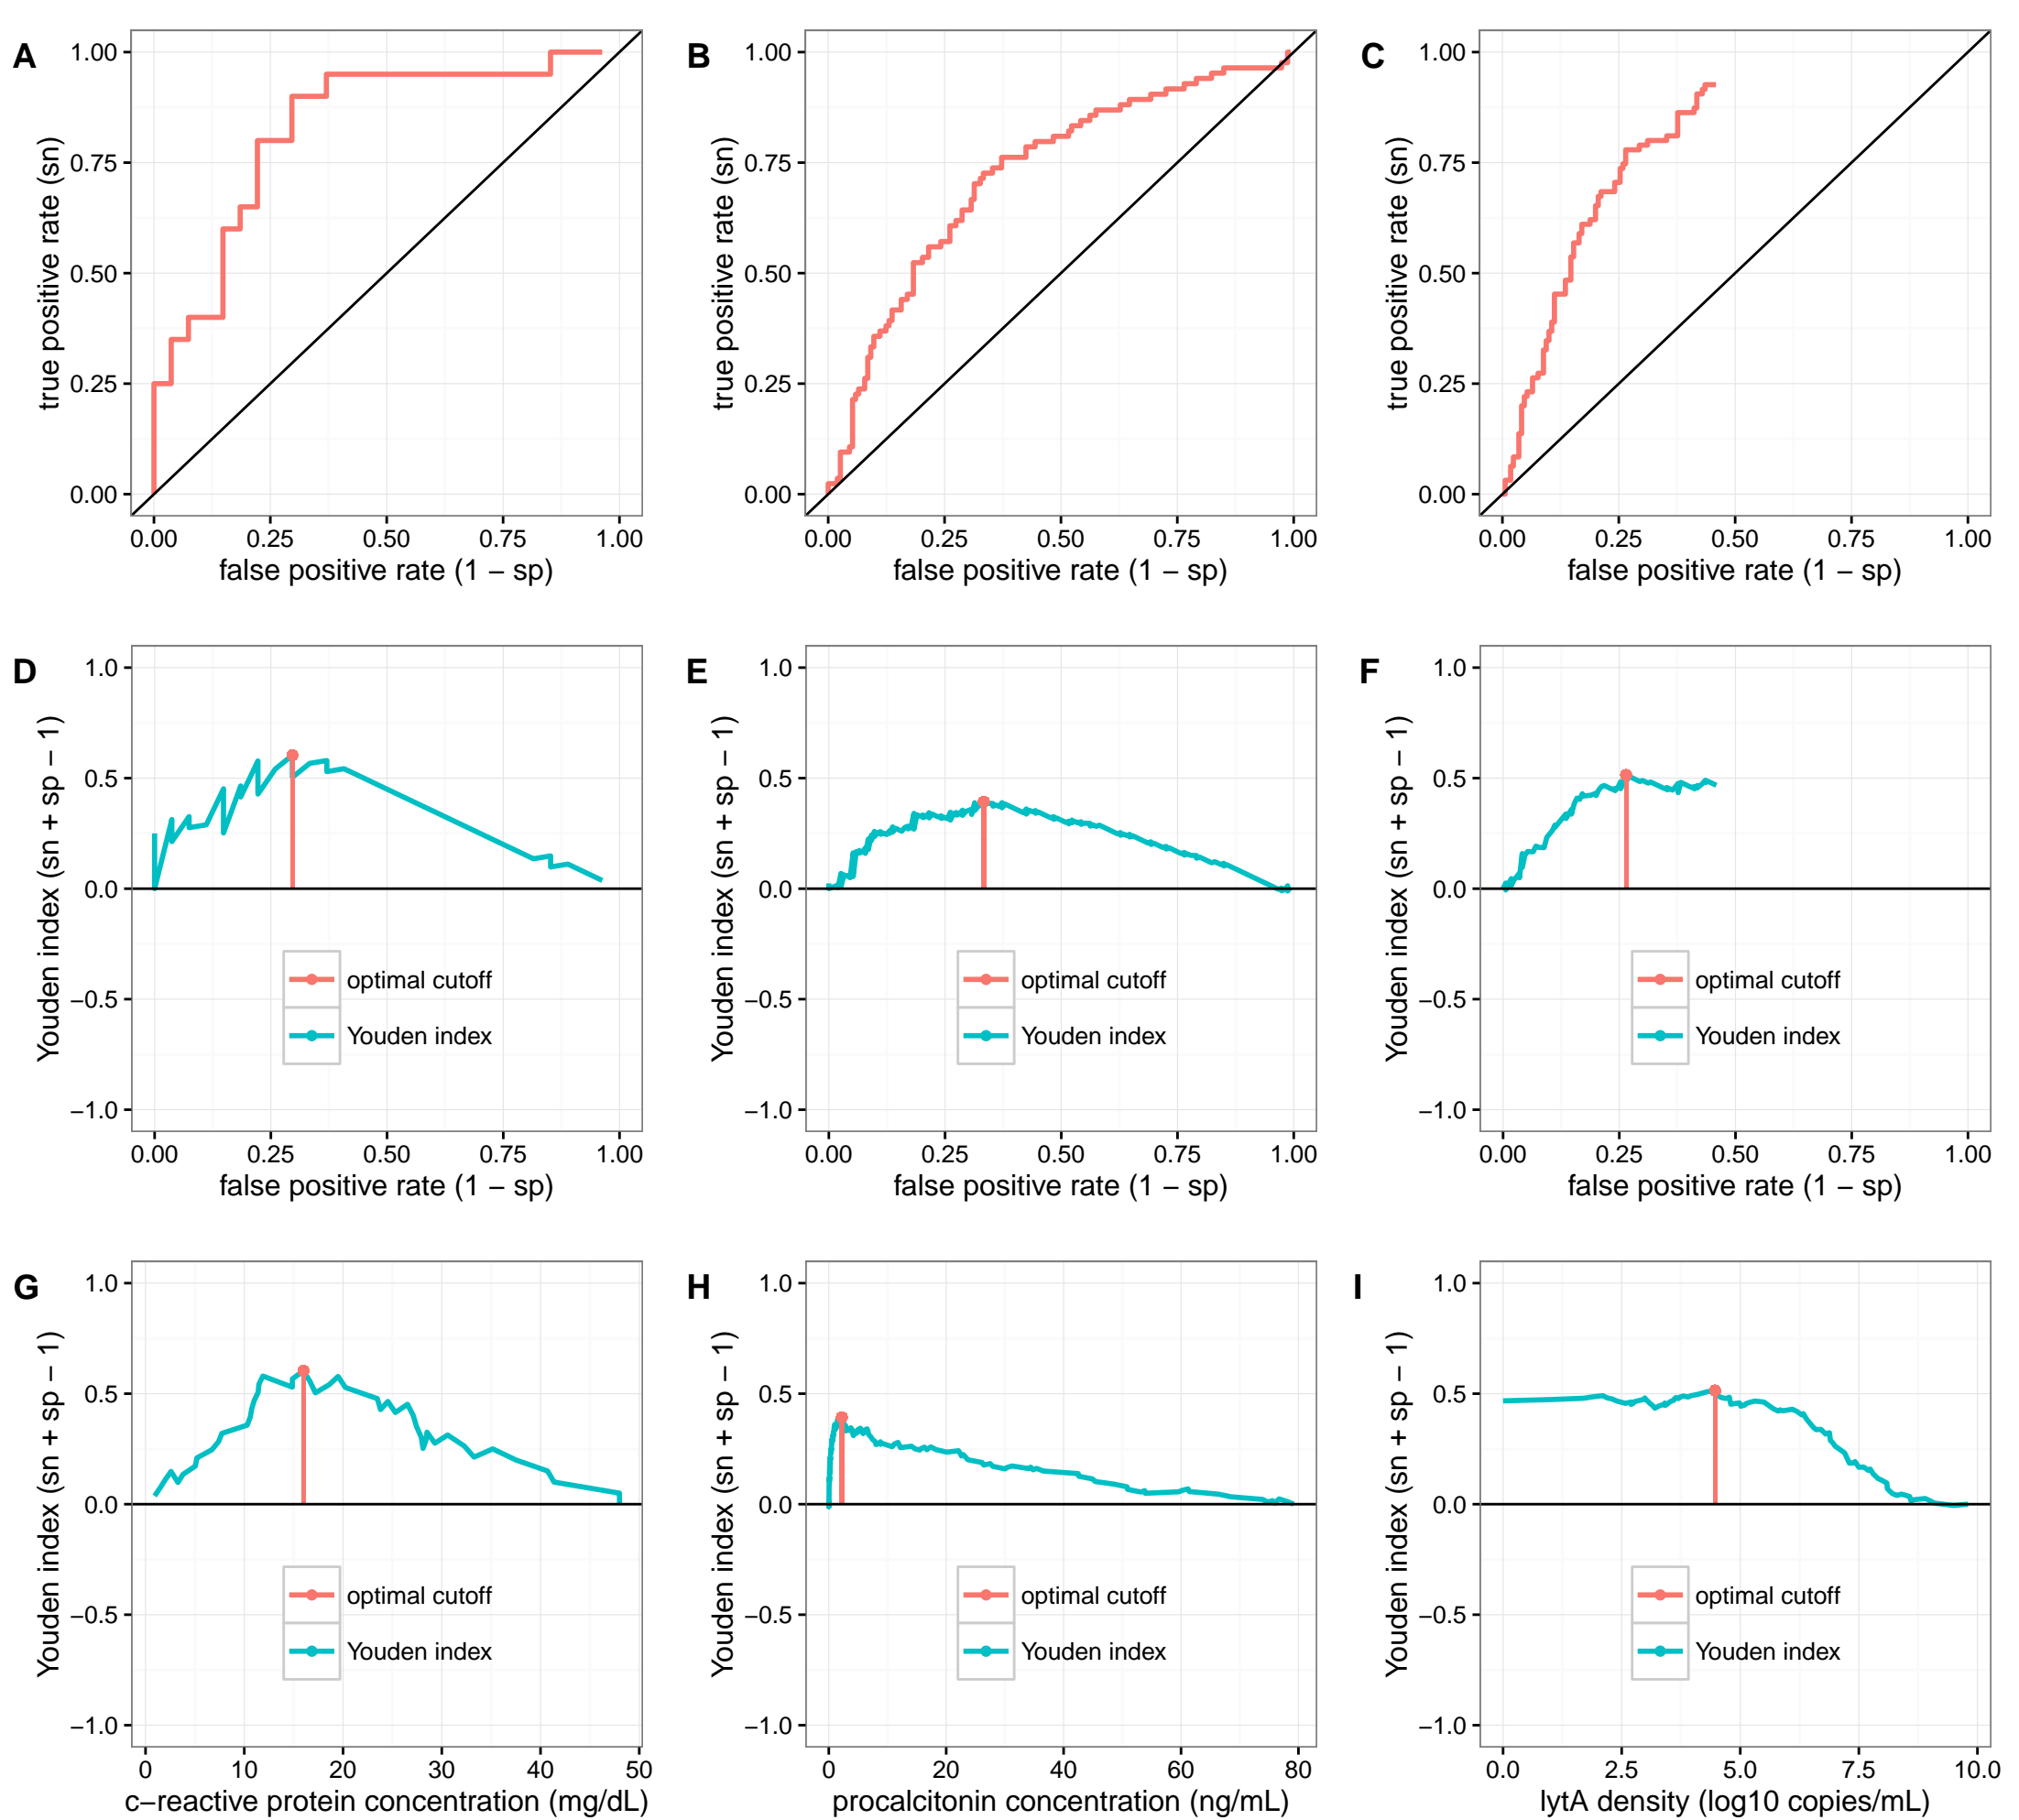 A
1.00
0.75
0.50
0.25
0.00
true positive rate (sn)
0.00 0.25 0.50 0.75 1.00
false positive rate (1 − sp)
B
1.00
0.75
0.50
0.25
0.00
true positive rate (sn)
0.00 0.25 0.50 0.75 1.00
false positive rate (1 − sp)
C
1.00
0.75
0.50
0.25
0.00
true positive rate (sn)
0.00 0.25 0.50 0.75 1.00
false positive rate (1 − sp)
D
1.0
0.5
0.0
−0.5
−1.0
Youden index (sn + sp − 1)
optimal cutoff
Youden index
0.00 0.25 0.50 0.75 1.00
false positive rate (1 − sp)
E
1.0
0.5
0.0
−0.5
−1.0
Youden index (sn + sp − 1)
optimal cutoff
Youden index
0.00 0.25 0.50 0.75 1.00
false positive rate (1 − sp)
F
1.0
0.5
0.0
−0.5
−1.0
Youden index (sn + sp − 1)
optimal cutoff
Youden index
0.00 0.25 0.50 0.75 1.00
false positive rate (1 − sp)
G
1.0
0.5
0.0
−0.5
−1.0
Youden index (sn + sp − 1)
optimal cutoff
Youden index
0 10 20 30 40 50
c−reactive protein concentration (mg/dL)
H
1.0
0.5
0.0
−0.5
−1.0
Youden index (sn + sp − 1)
optimal cutoff
Youden index
0 20 40 60 80
procalcitonin concentration (ng/mL)
I
1.0
0.5
0.0
−0.5
−1.0
Youden index (sn + sp − 1)
optimal cutoff
Youden index
0.0 2.5 5.0 7.5 10.0
lytA density (log10 copies/mL)